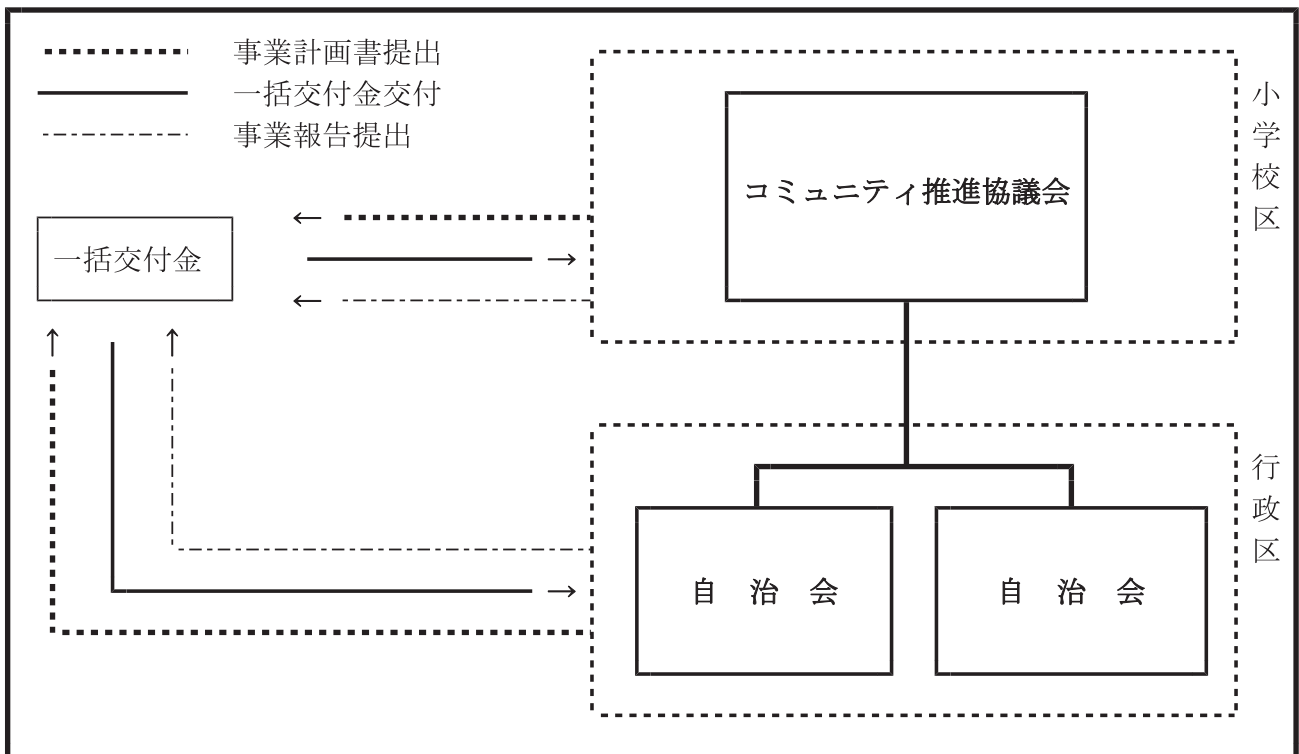 事業計画書提出
一括交付金交付
事業報告提出
小学校区
コミュニティ推進協議会
一括交付金
行政区
自 治 会
自 治 会